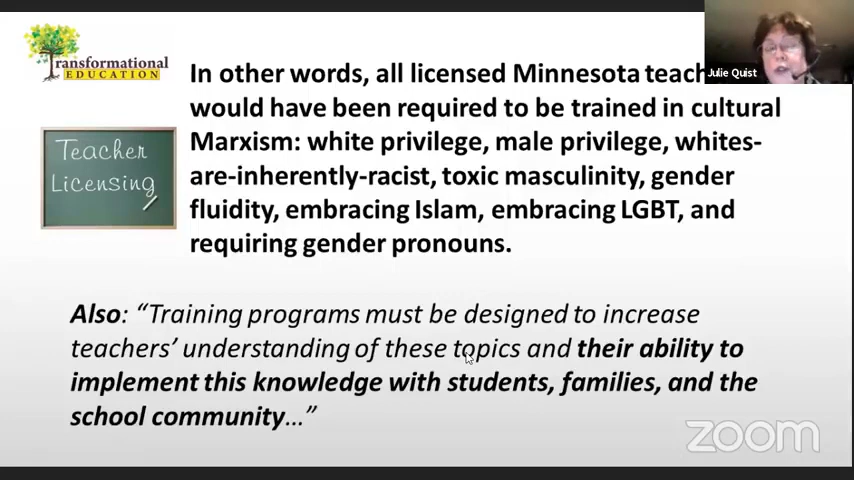 Transformational
EDUCATION
Julie Quist
In other words, all licensed Minnesota teach
would have been required to be trained in cultural
Marxism: white privilege, male privilege, whites-
are-inherently-racist, toxic masculinity, gender
fluidity, embracing Islam, embracing LGBT, and
requiring gender pronouns.
Teacher
Licensing
Also: “Training programs must be designed to increase
teachers’ understanding of these topics and their ability to
implement this knowledge with students, families, and the
school community…”
zoom